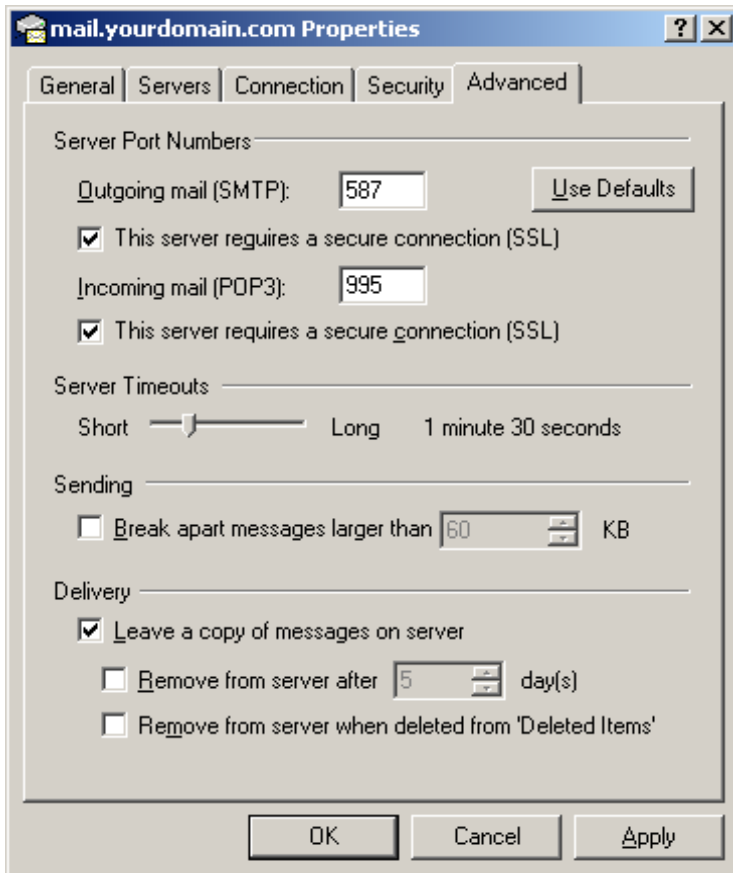 mail.yourdomain.com Properties
General Servers Connection Security Advanced
Server Port Numbers
Outgoing mail (SMTP): 587 Use Defaults
This server requires a secure connection (SSL)
Incoming mail (POP3): 995
This server requires a secure connection (SSL)
Server Timeouts
Short Long 1 minute 30 seconds
Sending
Break apart messages larger than 60 KB
Delivery
Leave a copy of messages on server
Remove from server after 5 day(s)
Remove from server when deleted from 'Deleted Items'
OK Cancel Apply